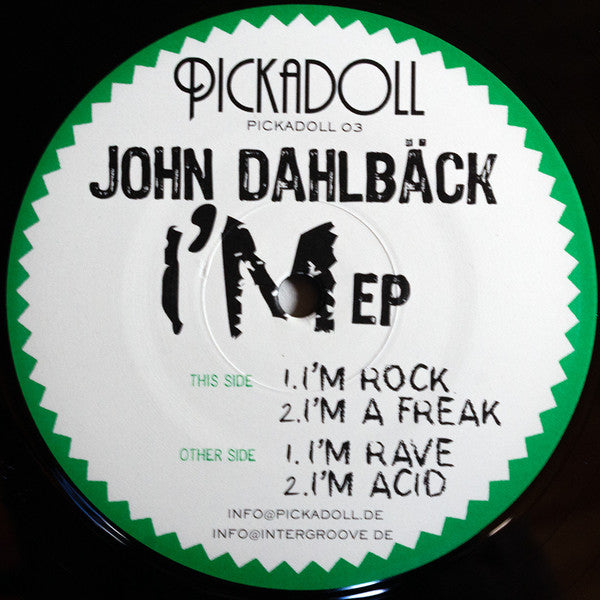 PICKADOLL
PICKADOLL 03
JOHN DAHLBÄCK
I'M EP
THIS SIDE 1. I'M ROCK
2. I'M A FREAK
OTHER SIDE 1. I'M RAVE
2. I'M ACID
INFO@PICKADOLL.DE
INFO@INTERGROOVE DE